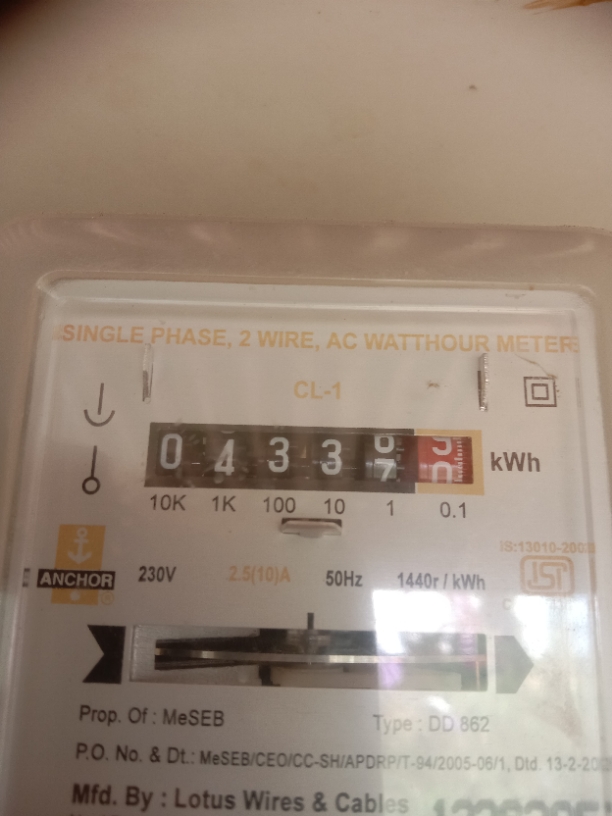 SINGLE PHASE, 2 WIRE, AC WATTHOUR METER
CL-1
0 4 3 3 kWh
10K 1K 100 10 1 0.1
IS:13010-2002
ANCHOR 230V 2.5(10)A 50Hz 1440r / kWh
ISI
Prop. Of : MeSEB Type : DD 862
P.O. No. & Dt.: MeSEB/CEO/CC-SH/APDRP/T-94/2005-06/1, Dtd. 13-2-20
Mfd. By : Lotus Wires & Cables